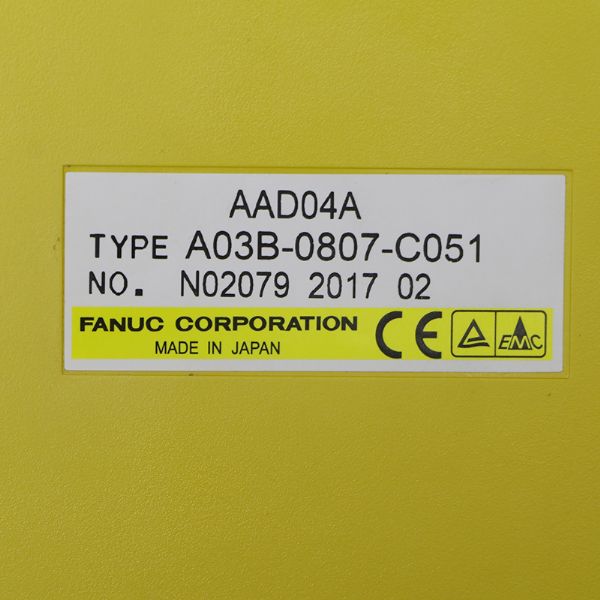 AAD04A
TYPE A03B-0807-C051
NO. N02079 2017 02
FANUC CORPORATION
MADE IN JAPAN
CE
EMC